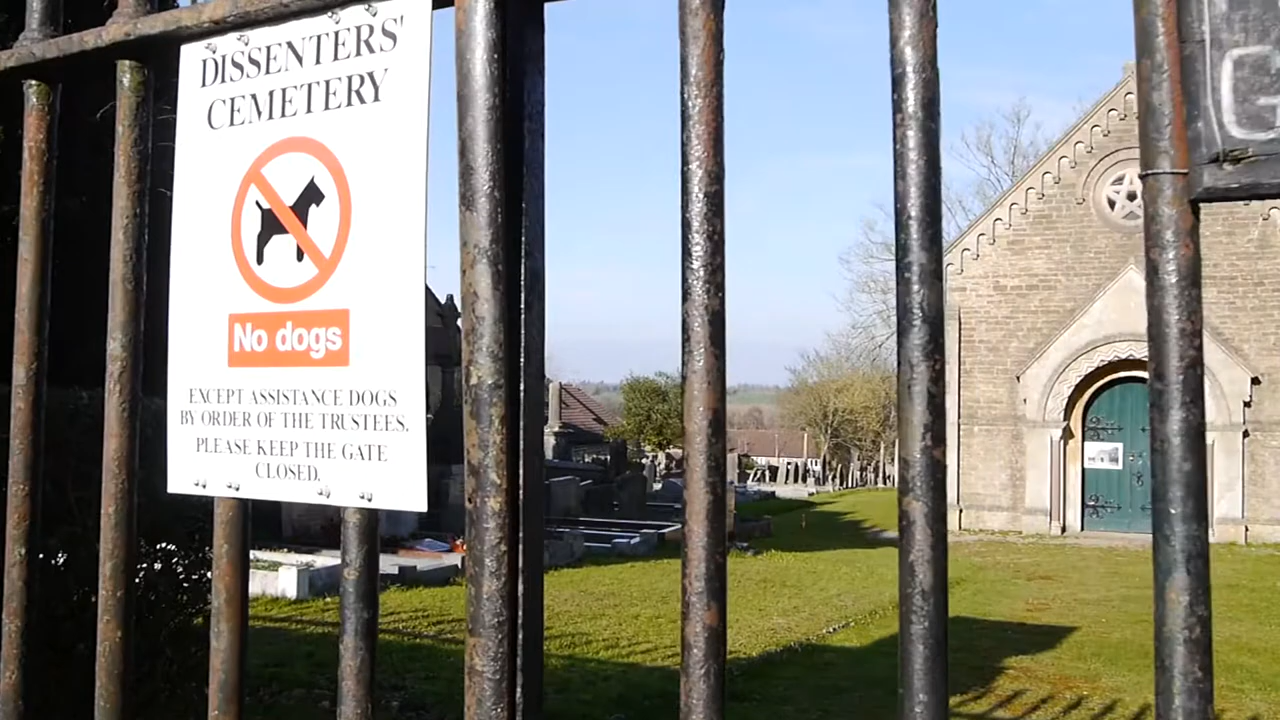 DISSENTERS'
CEMETERY
No dogs
EXCEPT ASSISTANCE DOGS
BY ORDER OF THE TRUSTEES.
PLEASE KEEP THE GATE
CLOSED.
G